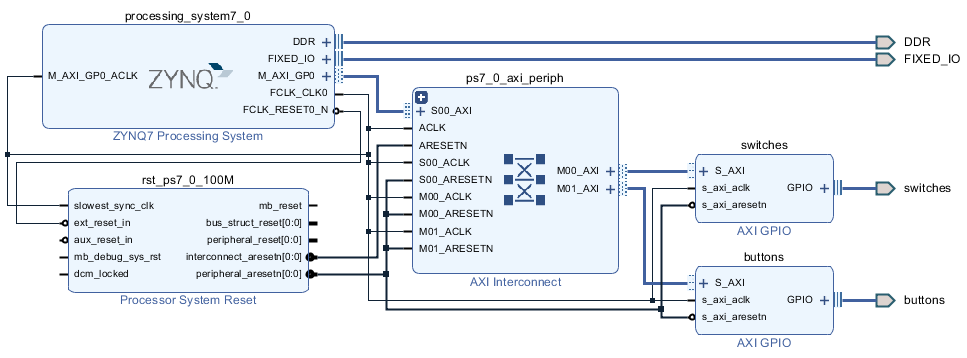 processing_system7_0
DDR
FIXED_IO
M_AXI_GP0_ACLK
ZYNQ
M_AXI_GP0
FCLK_CLK0
FCLK_RESET0_N
ZYNQ7 Processing System
DDR
FIXED_IO
ps7_0_axi_periph
S00_AXI
ACLK
ARESETN
S00_ACLK
S00_ARESETN
M00_ACLK
M00_ARESETN
M01_ACLK
M01_ARESETN
M00_AXI
M01_AXI
AXI Interconnect
rst_ps7_0_100M
slowest_sync_clk
ext_reset_in
aux_reset_in
mb_debug_sys_rst
dcm_locked
mb_reset
bus_struct_reset[0:0]
peripheral_reset[0:0]
interconnect_aresetn[0:0]
peripheral_aresetn[0:0]
Processor System Reset
switches
S_AXI
s_axi_aclk
s_axi_aresetn
GPIO
AXI GPIO
switches
buttons
S_AXI
s_axi_aclk
s_axi_aresetn
GPIO
AXI GPIO
buttons